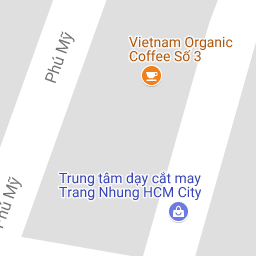 Phú Mỹ
Vietnam Organic
Coffee Số 3
Trung tâm dạy cắt may
Trang Nhung HCM City
Phú Mỹ